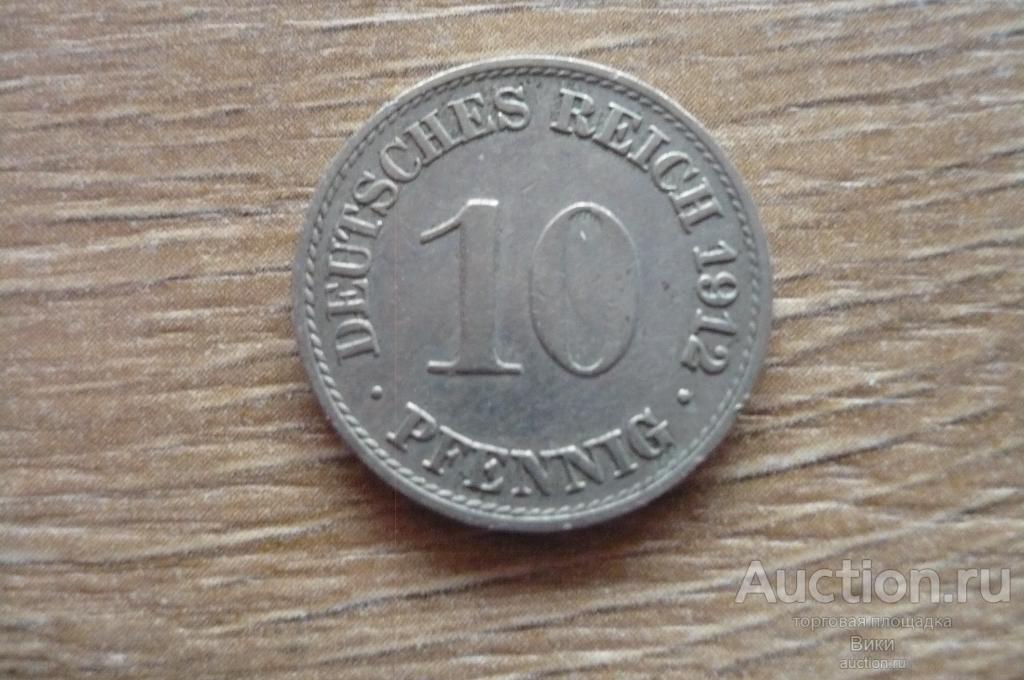 DEUTSCHES REICH 1912
10
• PFENNIG •
Auction.ru
торговая площадка
Вики
auction.ru